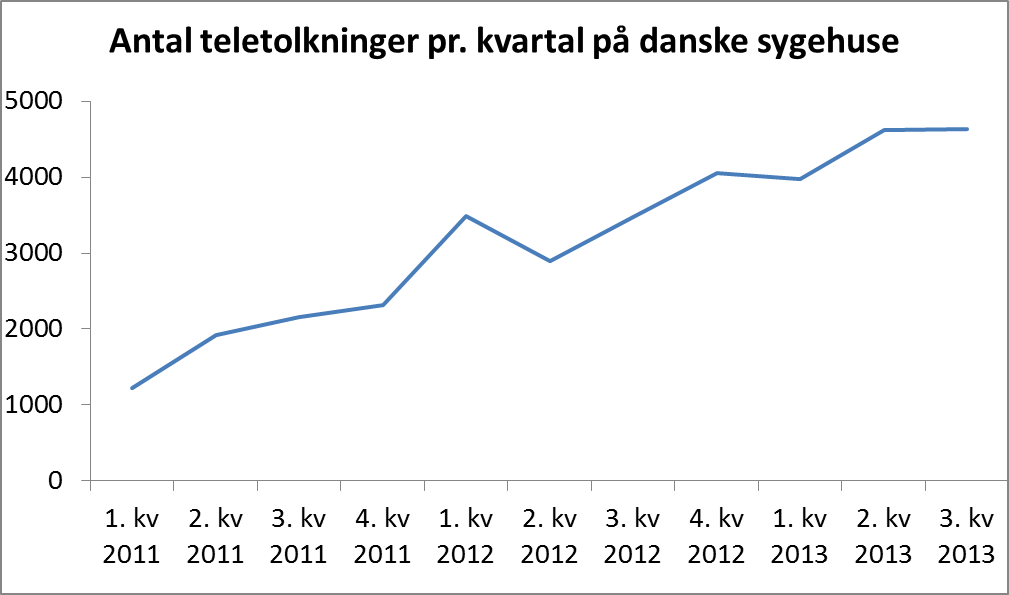 Antal teletolkninger pr. kvartal på danske sygehuse
5000
4000
3000
2000
1000
0
1. kv 2. kv 3. kv 4. kv 1. kv 2. kv 3. kv 4. kv 1. kv 2. kv 3. kv
2011 2011 2011 2011 2012 2012 2012 2012 2013 2013 2013